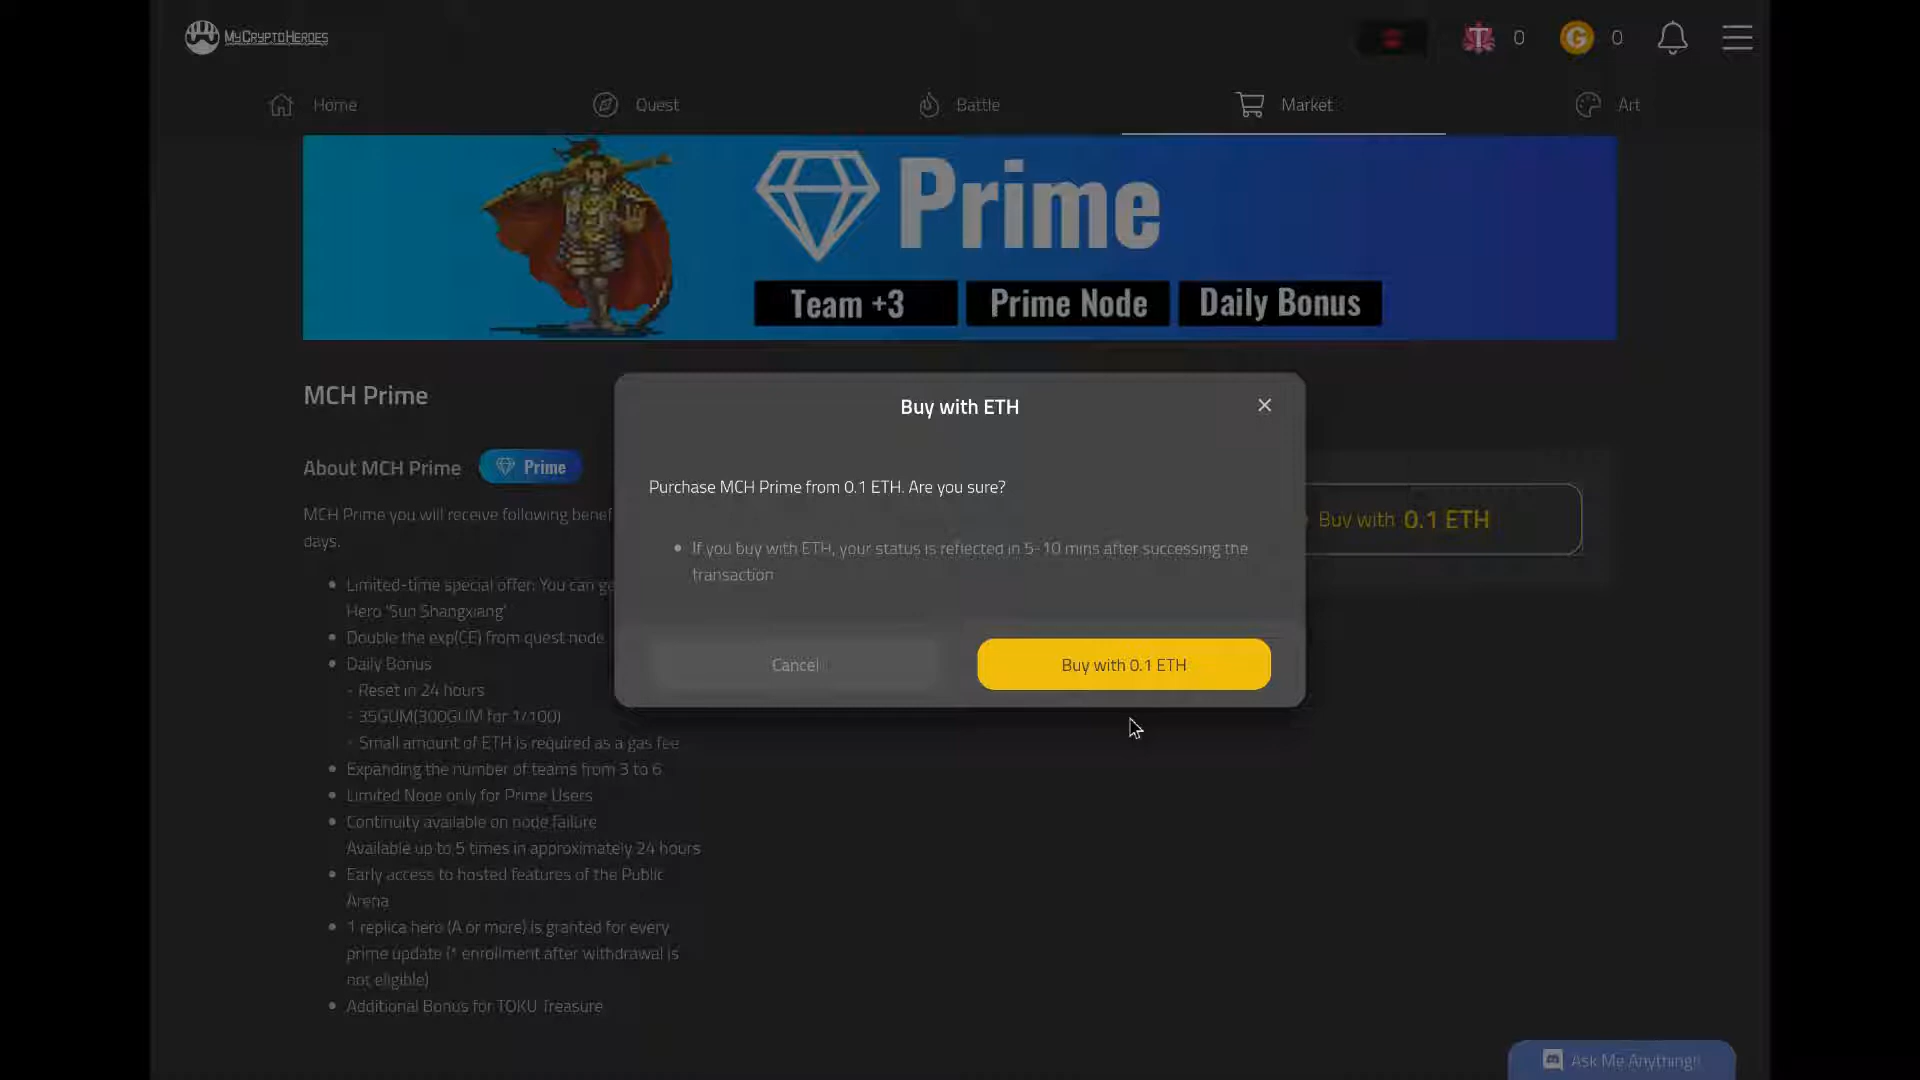 MyCryptoHeroes
0
G
0
Home
Quest
Battle
Market
Art
Prime
Team +3
Prime Node
Daily Bonus
MCH Prime
About MCH Prime
Prime
MCH Prime you will receive following benef
days.
Limited-time special offer: You can ge
Hero 'Sun Shangxiang'
Double the exp(CE) from quest node
Daily Bonus
- Reset in 24 hours
- 35GUM(300GUM for 1/100)
- Small amount of ETH is required as a gas fee
Expanding the number of teams from 3 to 6
Limited Node only for Prime Users
Continuity available on node failure
Available up to 5 times in approximately 24 hours
Early access to hosted features of the Public
Arena
1 replica hero (A or more) is granted for every
prime update (* enrollment after withdrawal is
not eligible)
Additional Bonus for TOKU Treasure
Buy with 0.1 ETH
Buy with ETH
Purchase MCH Prime from 0.1 ETH. Are you sure?
If you buy with ETH, your status is reflected in 5-10 mins after successing the
transaction
Cancel
Buy with 0.1 ETH
Ask Me Anything!!